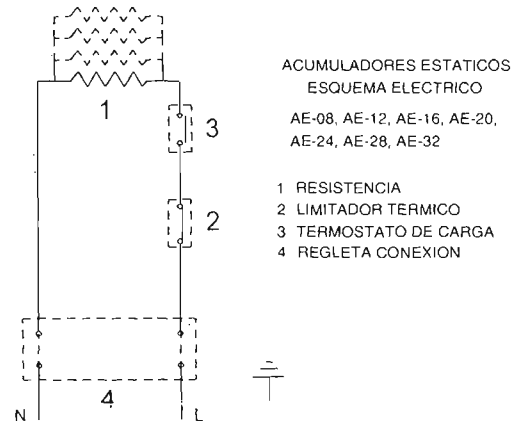 1
3
2
4
N
L
ACUMULADORES ESTATICOS
ESQUEMA ELECTRICO
AE-08, AE-12, AE-16, AE-20,
AE-24, AE-28, AE-32
1 RESISTENCIA
2 LIMITADOR TERMICO
3 TERMOSTATO DE CARGA
4 REGLETA CONEXION